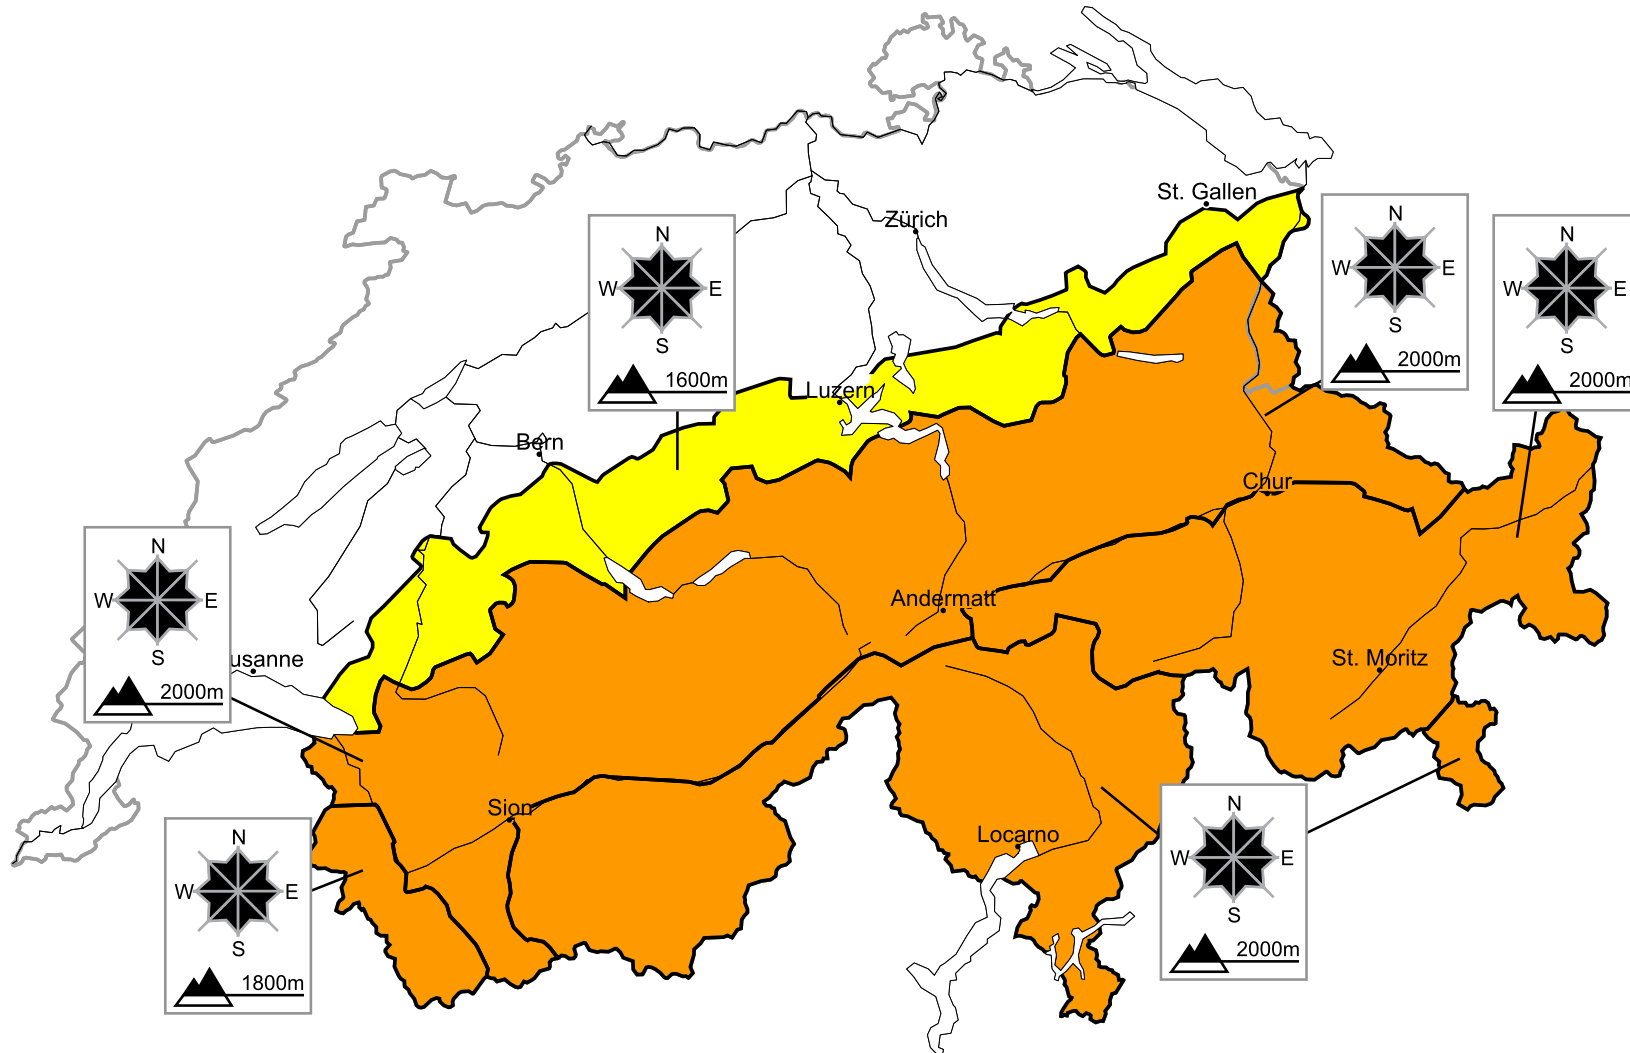 St. Gallen
Zürich
N
W E
S
2000m
N
W E
S
2000m
N
W E
S
1600m
Luzern
Bern
Chur
N
W E
S
2000m
Andermatt
usanne
St. Moritz
Sion
Locarno
N
W E
S
1800m
N
W E
S
2000m